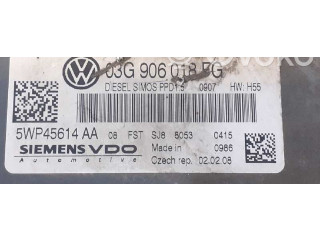 03G 906 018 FG
DIESEL SIMOS PPD1.5 0907 HW: H55
5WP45614 AA 08 FST SJ8 8053 0415
SIEMENS VDO Made in 0986
Automotive Czech rep. 02.02.08